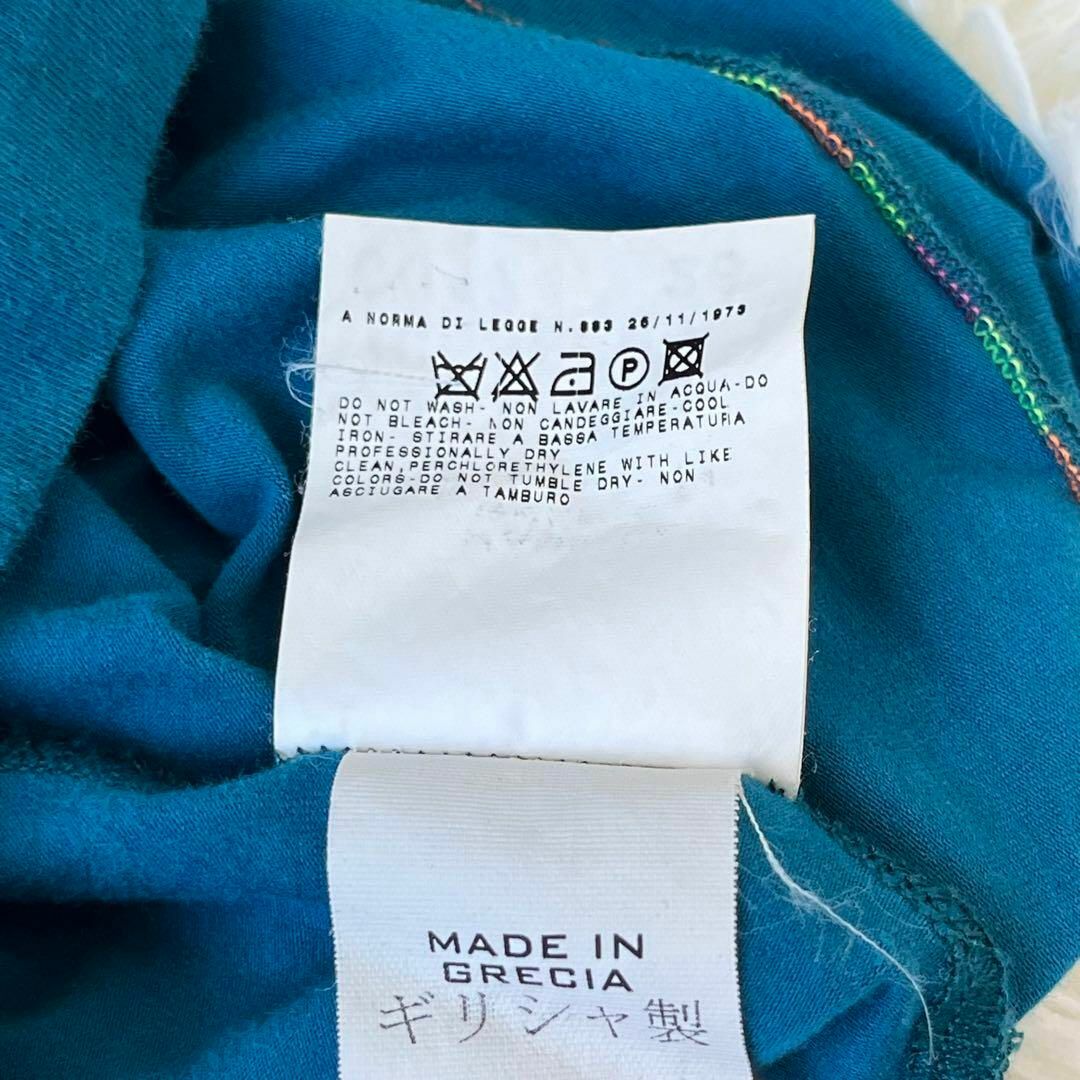 A NORMA DI LEGGE N.883 26/11/1973
P
DO NOT WASH- NON LAVARE IN ACQUA-DO
NOT BLEACH- NON CANDEGGIARE-COOL
IRON- STIRARE A BASSA TEMPERATURA
PROFESSIONALLY DRY
CLEAN,PERCHLORETHYLENE WITH LIKE
COLORS-DO NOT TUMBLE DRY- NON
ASCIUGARE A TAMBURO
MADE IN
GRECIA
ギリシャ製